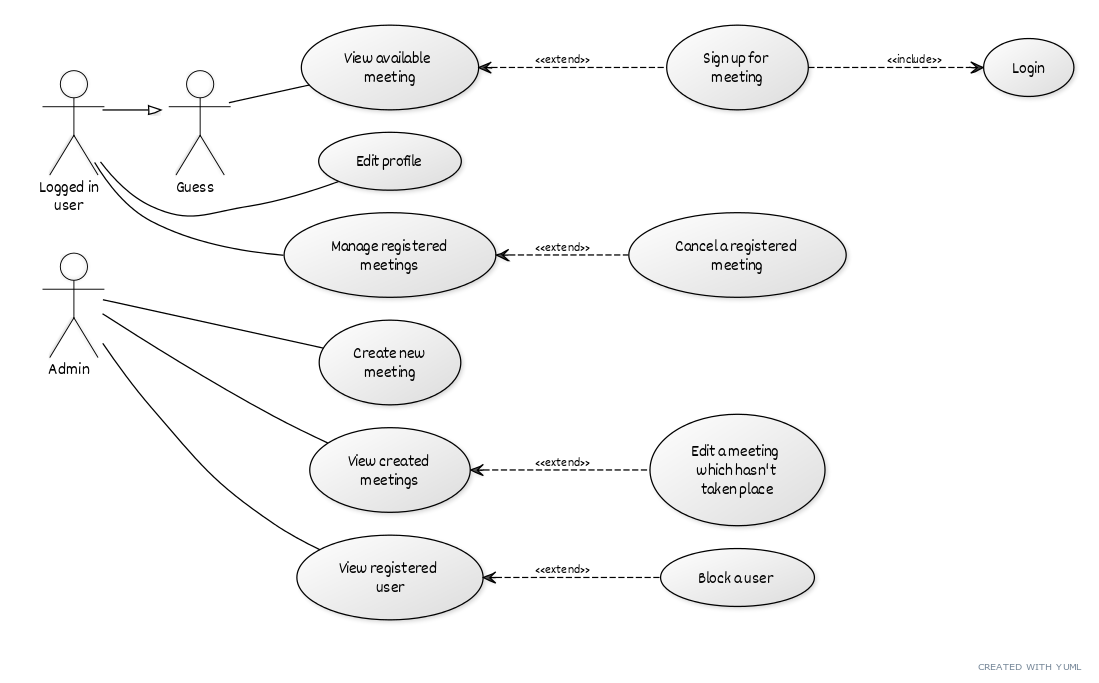 View available
meeting
<<extend>>
Sign up for
meeting
<<include>>
Login
Logged in
user
Guess
Edit profile
Manage registered
meetings
<<extend>>
Cancel a registered
meeting
Admin
Create new
meeting
View created
meetings
<<extend>>
Edit a meeting
which hasn't
taken place
View registered
user
<<extend>>
Block a user
CREATED WITH YUML